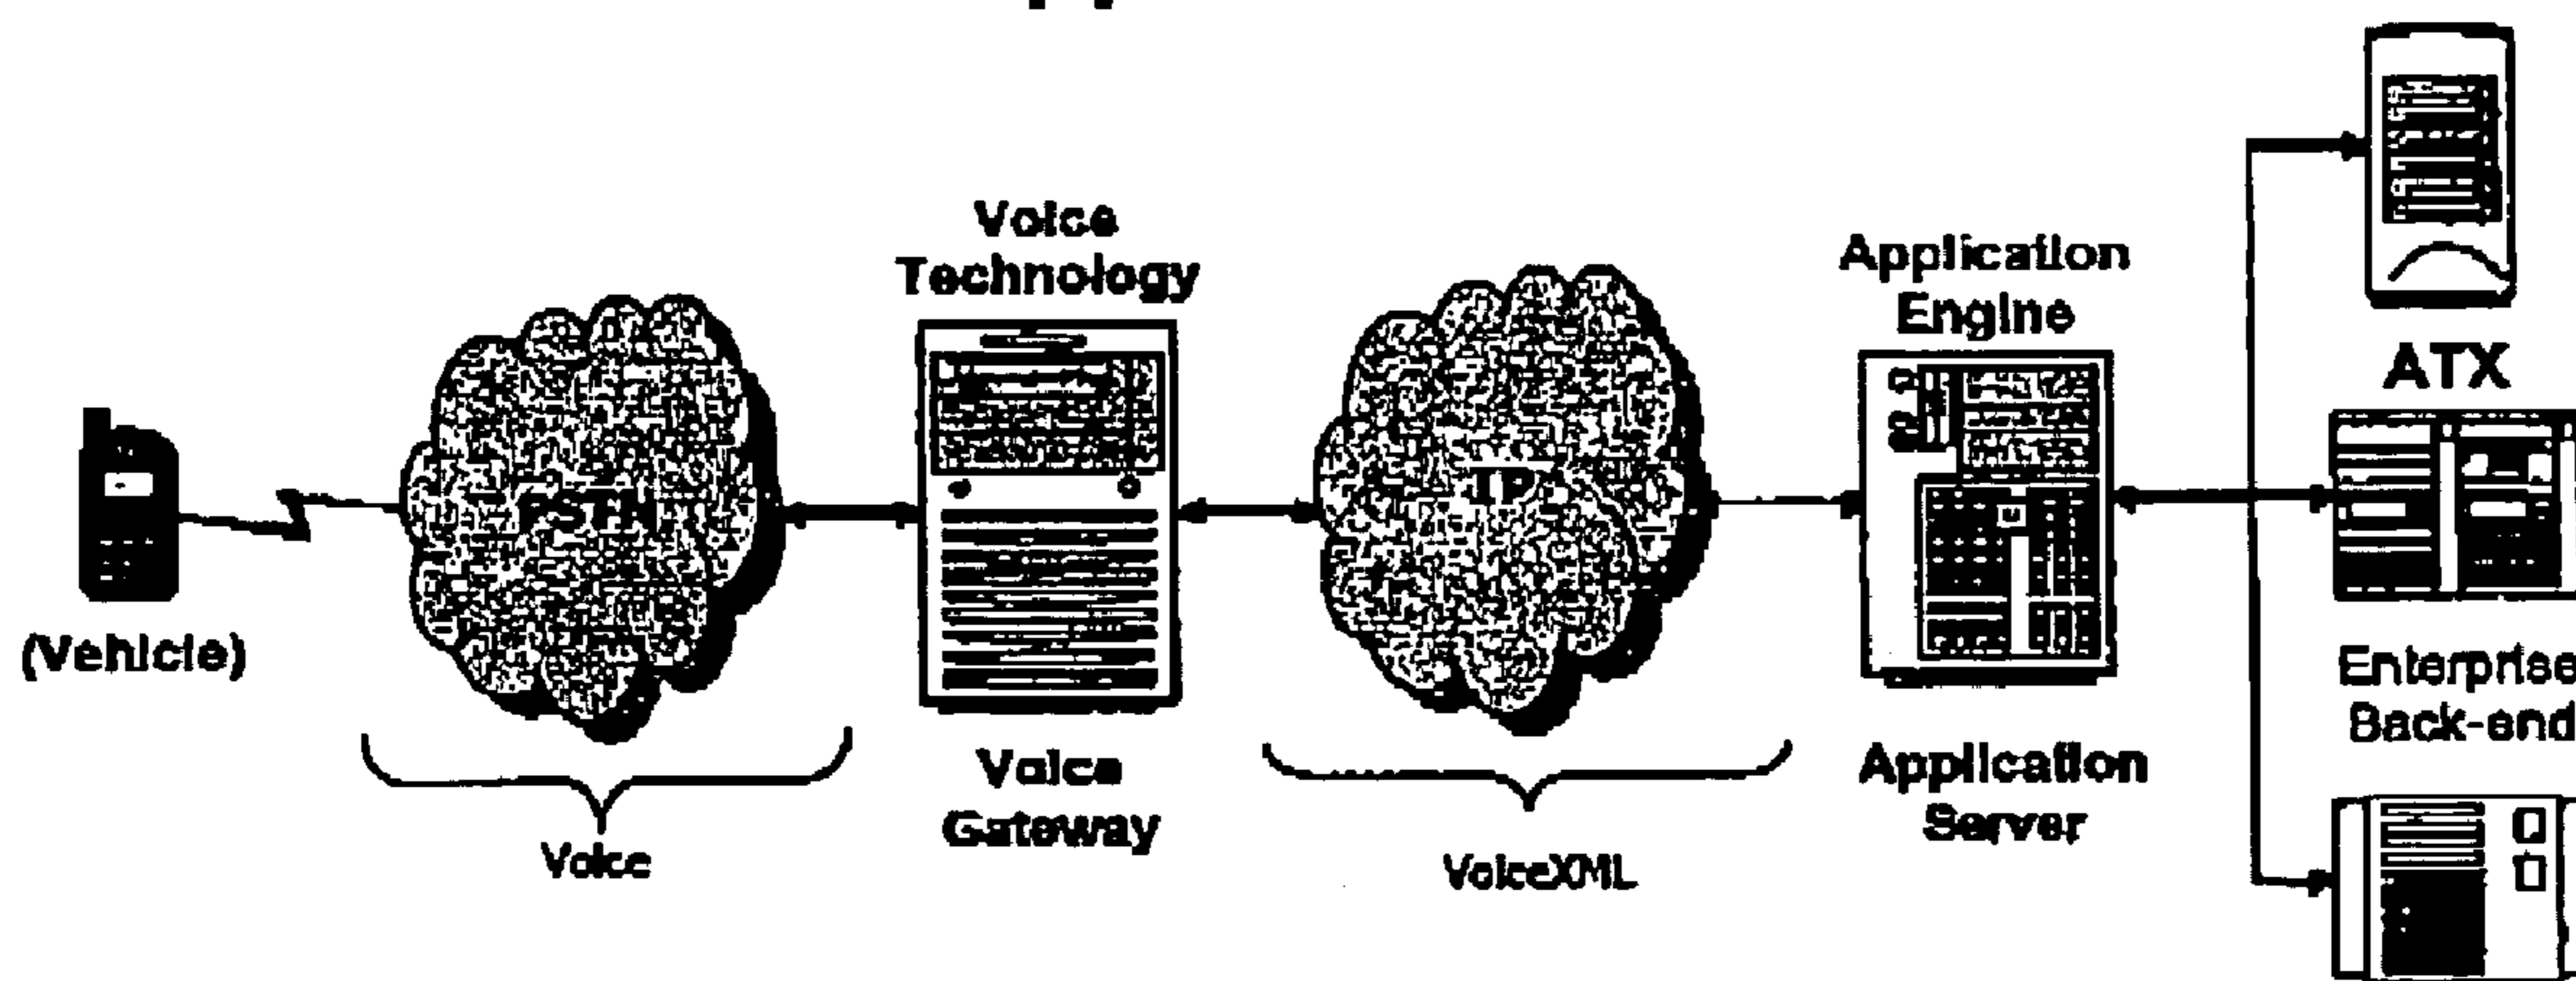 Voice
Technology
Application
Engine
ATX
PSTN
IP
(Vehicle)
Enterprise
Back-end
Voice
Gateway
Application
Server
Voice
VoiceXML